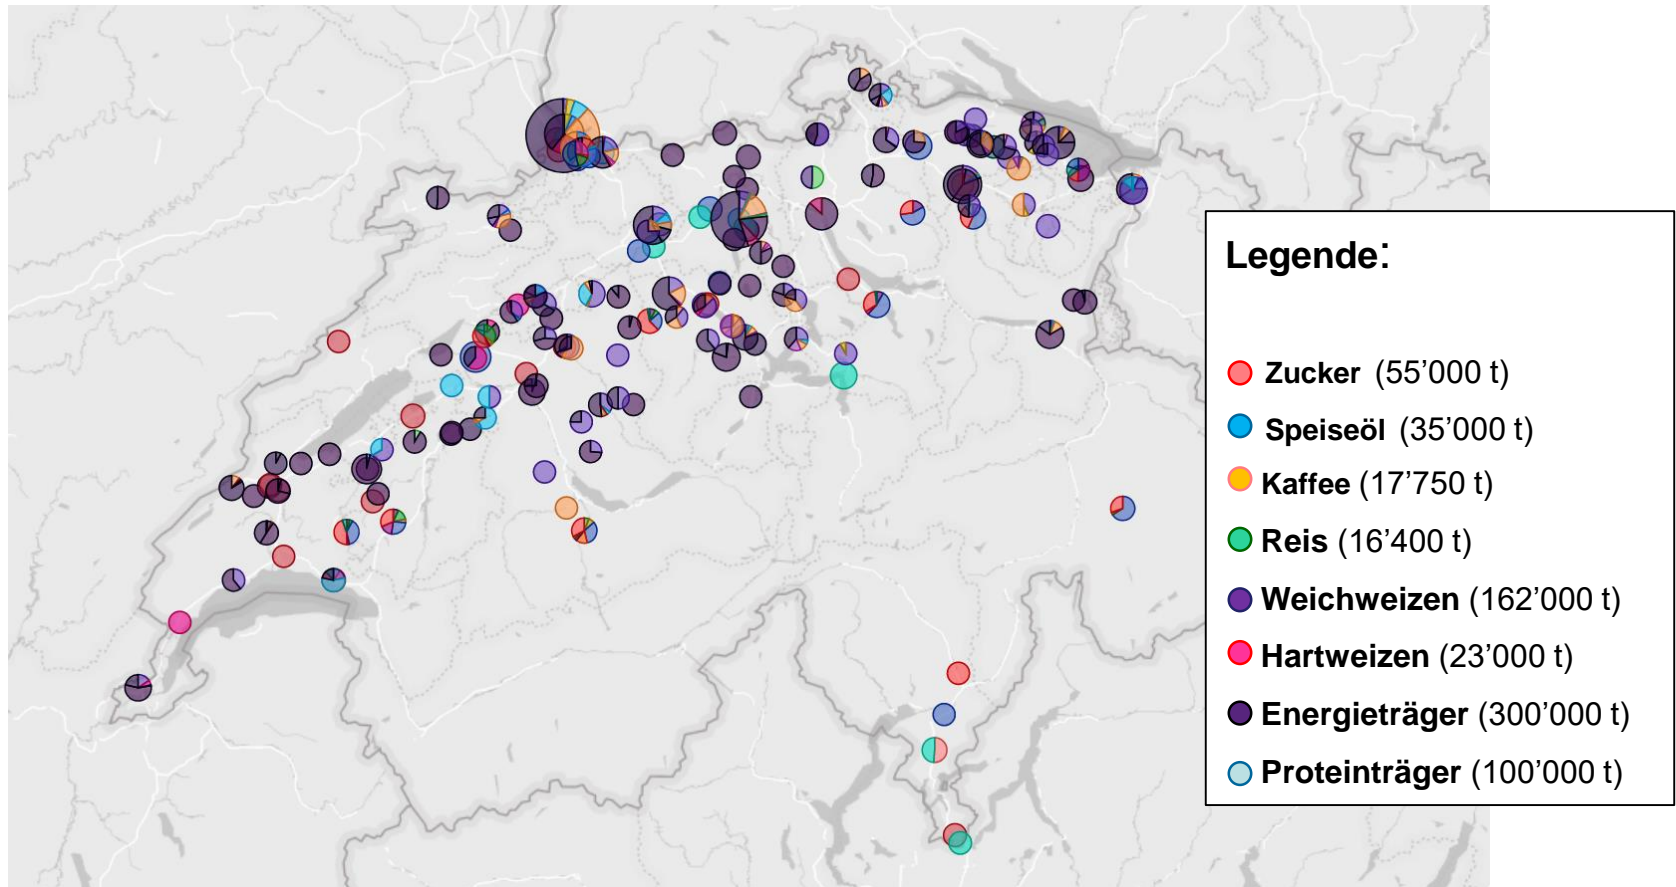 Legende:
Zucker (55’000 t)
Speiseöl (35’000 t)
Kaffee (17’750 t)
Reis (16’400 t)
Weichweizen (162’000 t)
Hartweizen (23’000 t)
Energieträger (300’000 t)
Proteinträger (100’000 t)